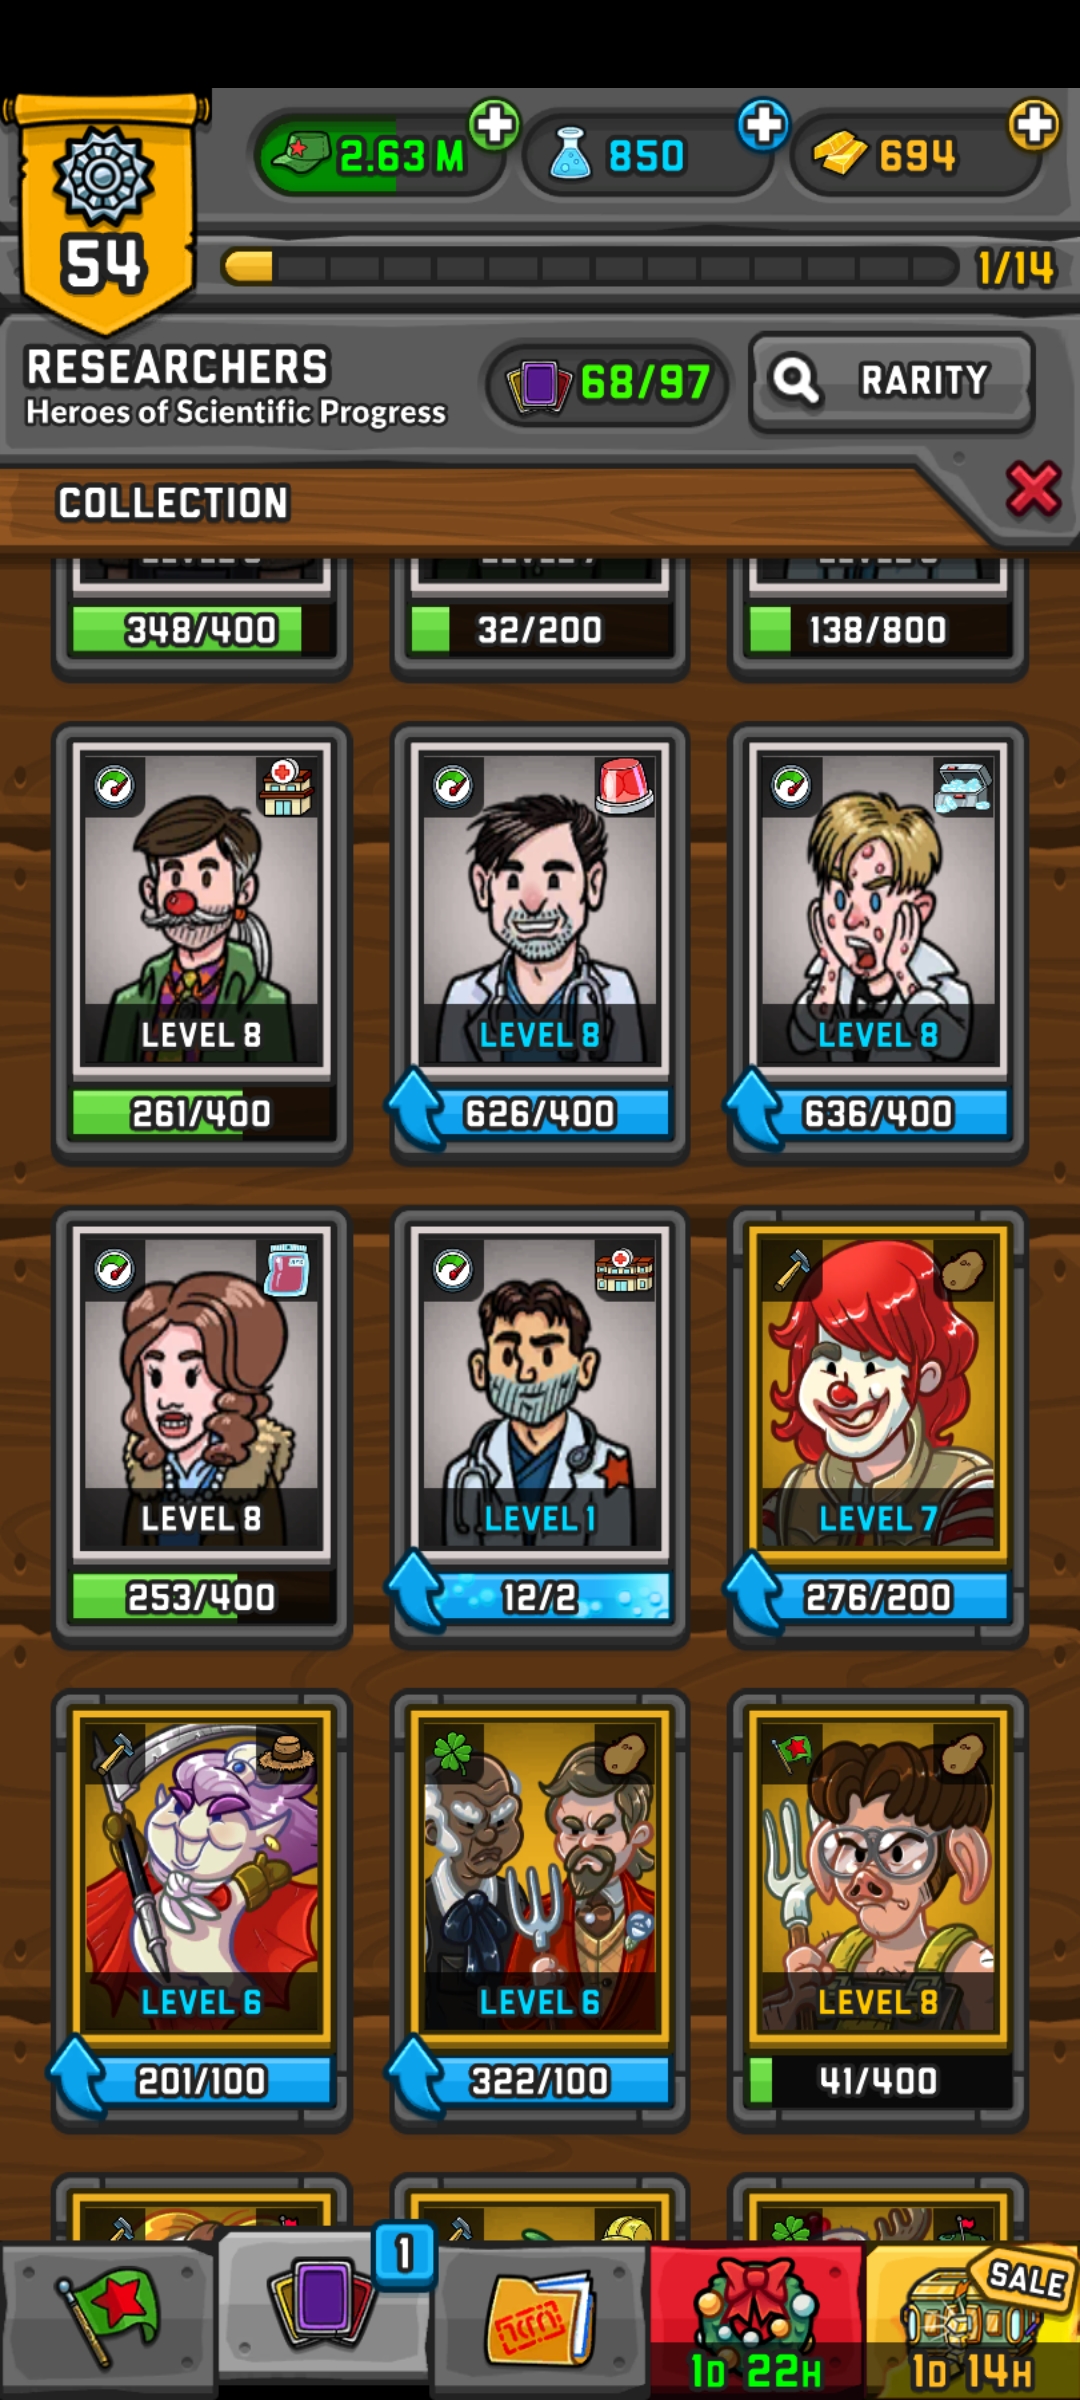 54
2.63 M
850
694
1/14
RESEARCHERS
Heroes of Scientific Progress
68/97
RARITY
COLLECTION
348/400
32/200
138/800
LEVEL 8
LEVEL 8
LEVEL 8
261/400
626/400
636/400
LEVEL 8
LEVEL 1
LEVEL 7
253/400
12/2
276/200
LEVEL 6
LEVEL 6
LEVEL 8
201/100
322/100
41/400
1
SALE
1D 22H
1D 14H